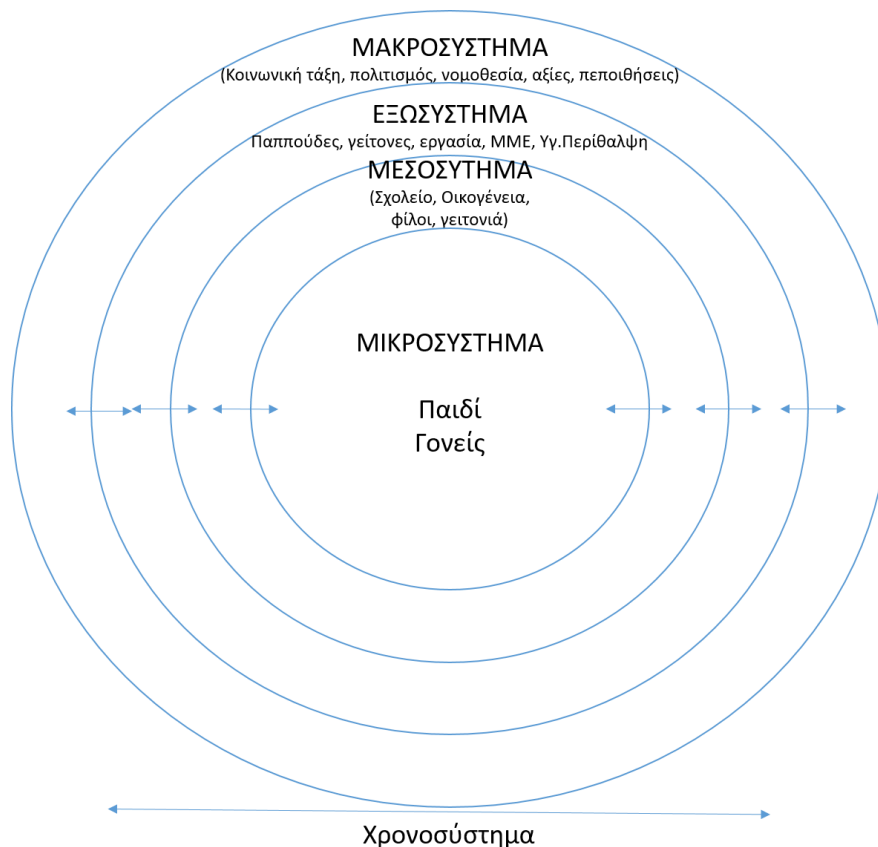 ΜΑΚΡΟΣΥΣΤΗΜΑ
(Κοινωνική τάξη, πολιτισμός, νομοθεσία, αξίες, πεποιθήσεις)
ΕΞΩΣΥΣΤΗΜΑ
Παππούδες, γείτονες, εργασία, ΜΜΕ, Υγ.Περίθαλψη
ΜΕΣΟΣΥΤΗΜΑ
(Σχολείο, Οικογένεια,
φίλοι, γειτονιά)
ΜΙΚΡΟΣΥΣΤΗΜΑ
Παιδί
Γονείς
Χρονοσύστημα